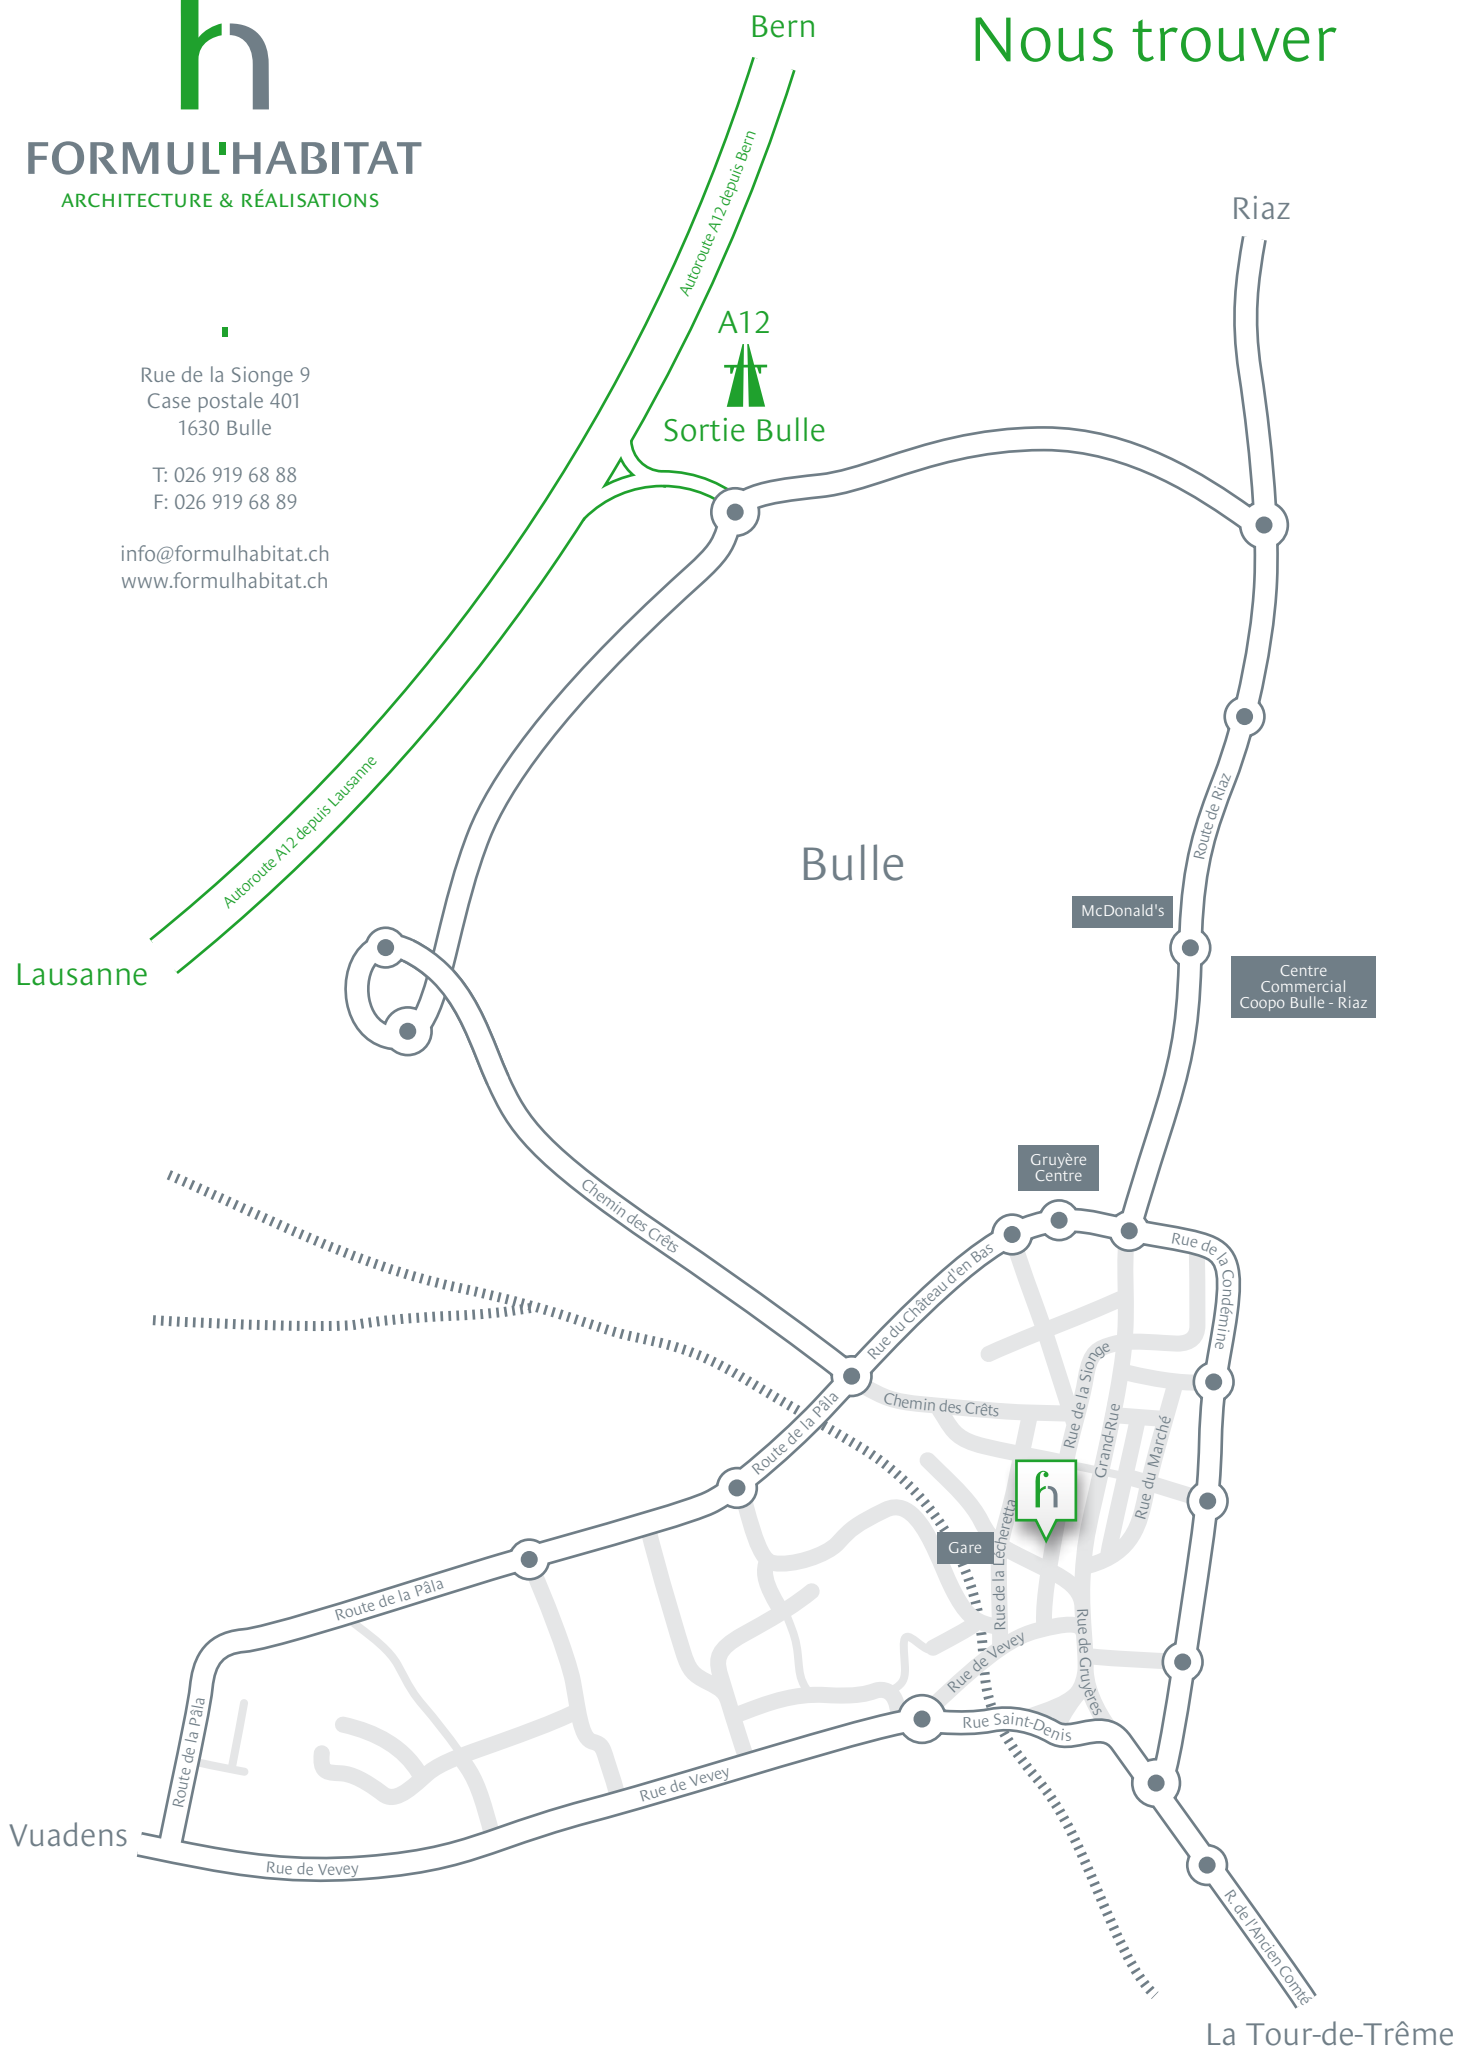 Nous trouver
FORMUL'HABITAT
ARCHITECTURE & RÉALISATIONS
Rue de la Sionge 9
Case postale 401
1630 Bulle
T: 026 919 68 88
F: 026 919 68 89
info@formulhabitat.ch
www.formulhabitat.ch
Bern
Autoroute A12 depuis Bern
A12
Sortie Bulle
Riaz
Autoroute A12 depuis Lausanne
Lausanne
Bulle
Route de Riaz
McDonald's
Centre
Commercial
Coopo Bulle - Riaz
Gruyère
Centre
Chemin des Crêts
Rue du Château d'en Bas
Rue de la Condémine
Chemin des Crêts
Rue de la Sionge
Grand-Rue
Rue du Marché
Route de la Pâla
Gare
Rue de la Lécheretta
Route de la Pâla
Rue de Vevey
Rue de Gruyères
Route de la Pâla
Rue Saint-Denis
Rue de Vevey
Vuadens
Rue de Vevey
R. de l'Ancien Comté
La Tour-de-Trême